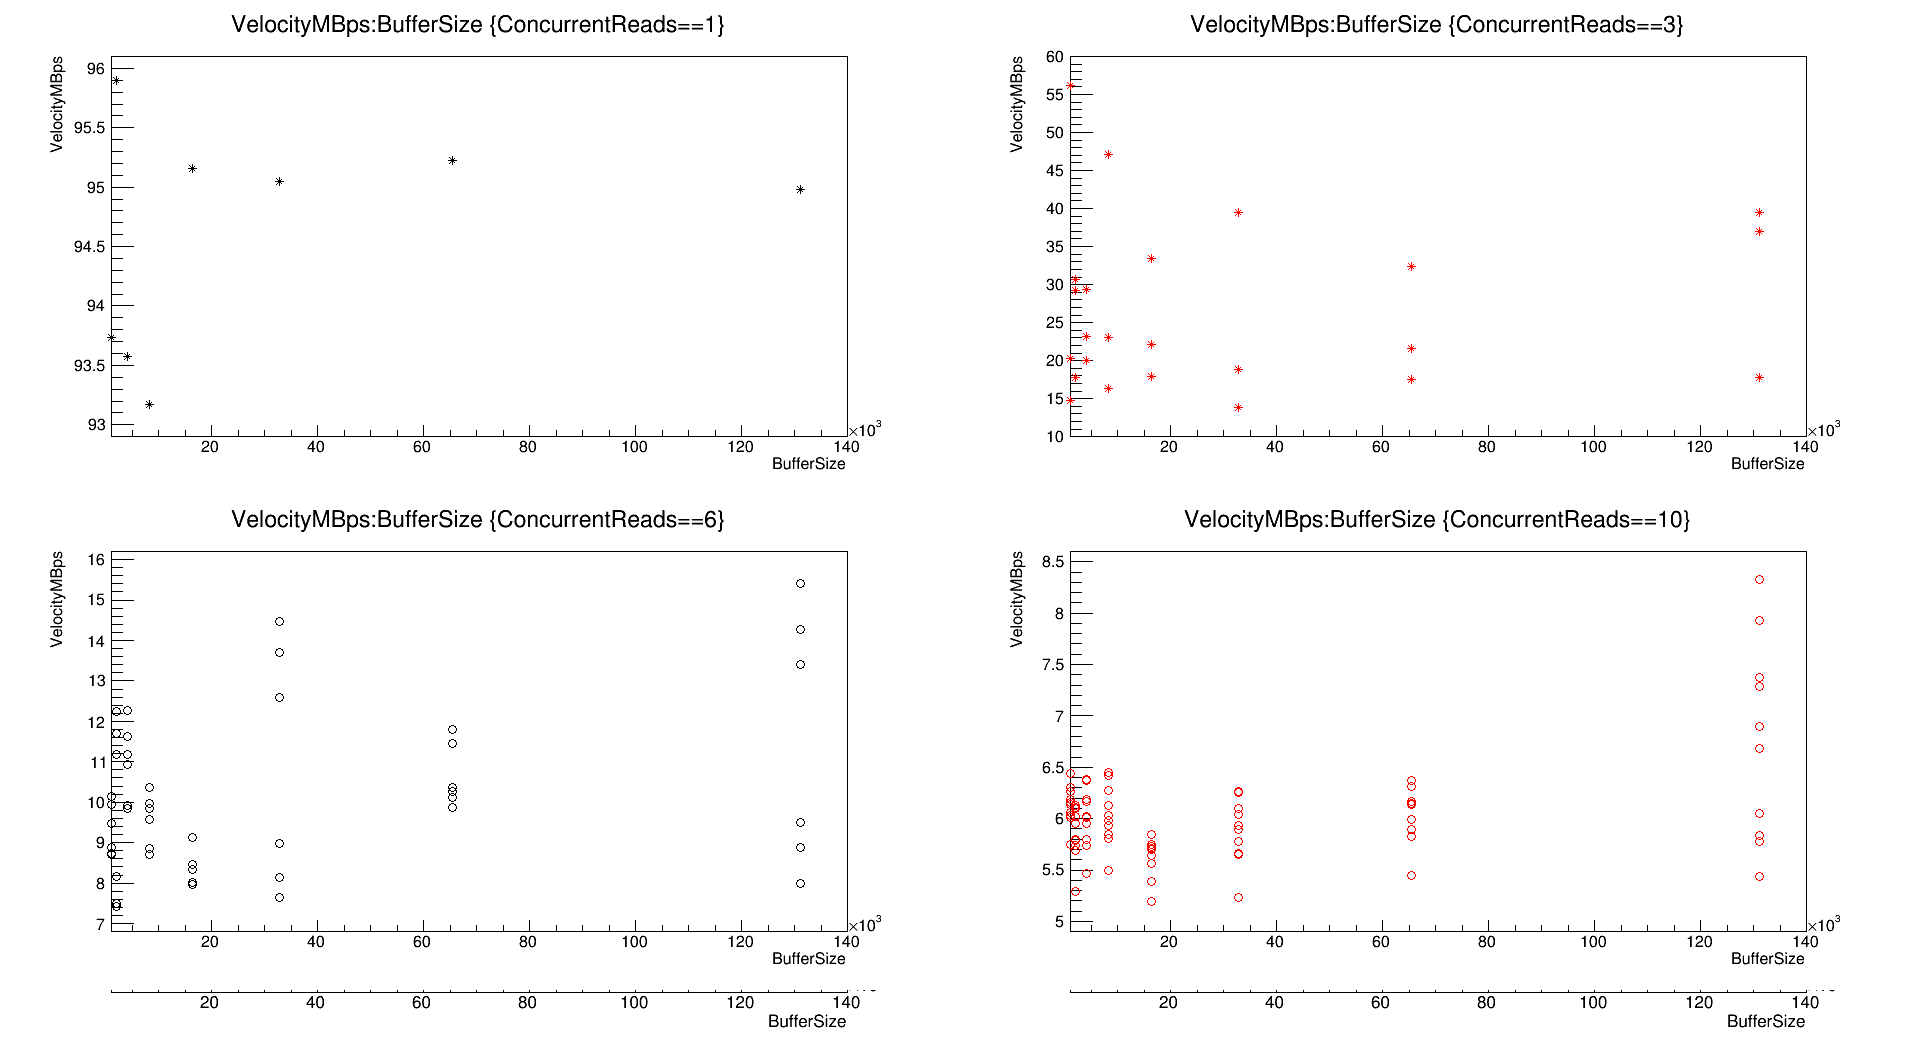 VelocityMBps:BufferSize {ConcurrentReads==1}
VelocityMBps
96
95.5
95
94.5
94
93.5
93
20 40 60 80 100 120 140
×10³
BufferSize
VelocityMBps:BufferSize {ConcurrentReads==3}
VelocityMBps
60
55
50
45
40
35
30
25
20
15
10
20 40 60 80 100 120 140
×10³
BufferSize
VelocityMBps:BufferSize {ConcurrentReads==6}
VelocityMBps
16
15
14
13
12
11
10
9
8
7
20 40 60 80 100 120 140
×10³
BufferSize
20 40 60 80 100 120 140
BufferSize
VelocityMBps:BufferSize {ConcurrentReads==10}
VelocityMBps
8.5
8
7.5
7
6.5
6
5.5
5
20 40 60 80 100 120 140
×10³
BufferSize
20 40 60 80 100 120 140
BufferSize